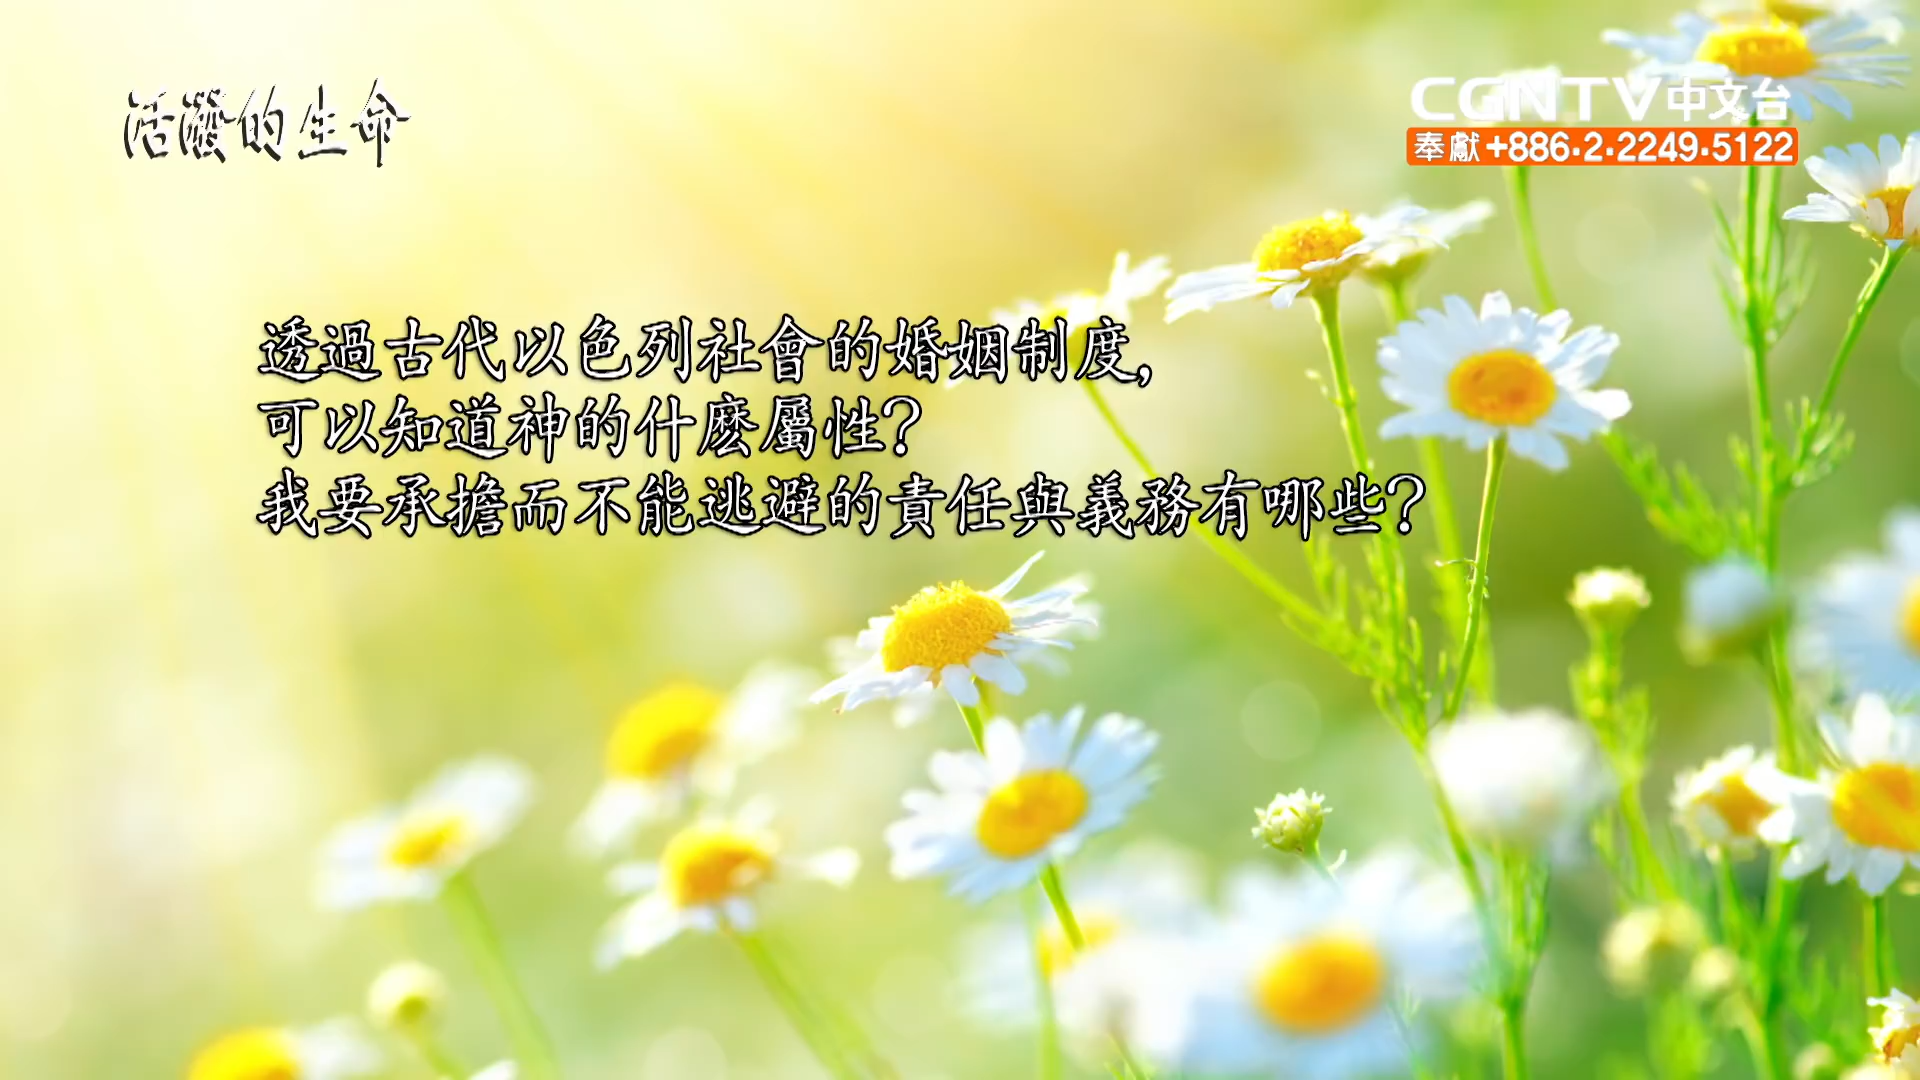 活潑的生命
CGNTV中文台
奉獻+886·2·2249·5122
透過古代以色列社會的婚姻制度,
可以知道神的什麼屬性?
我要承擔而不能逃避的責任與義務有哪些?